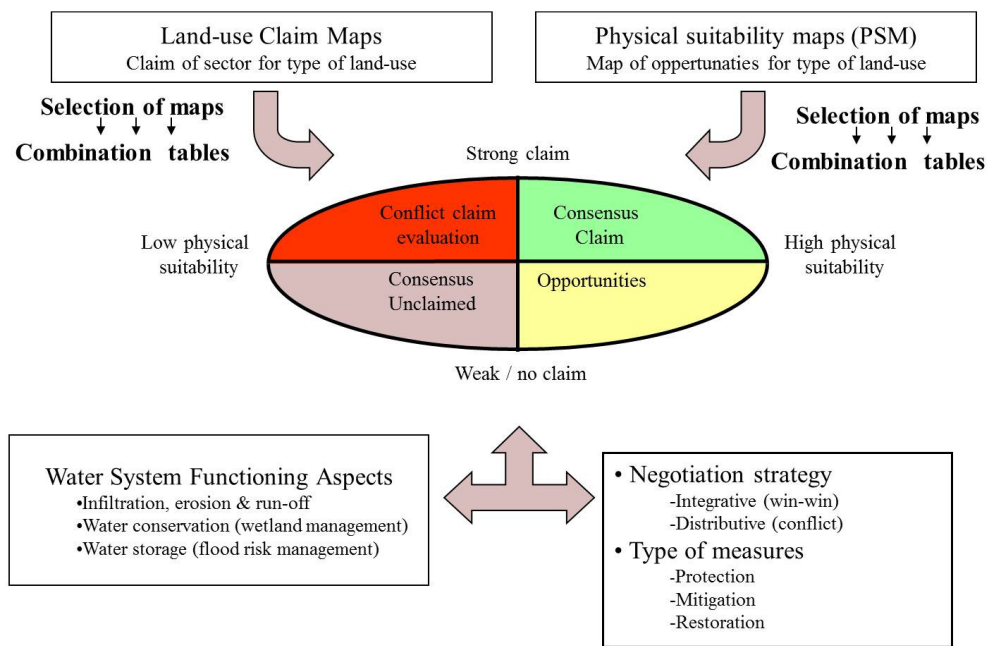 Land-use Claim Maps
Claim of sector for type of land-use
Physical suitability maps (PSM)
Map of oppertunaties for type of land-use
Selection of maps
Combination tables
Selection of maps
Combination tables
Strong claim
Conflict claim
evaluation
Consensus
Claim
Low physical
suitability
High physical
suitability
Consensus
Unclaimed
Opportunities
Weak / no claim
Water System Functioning Aspects
•Infiltration, erosion & run-off
•Water conservation (wetland management)
•Water storage (flood risk management)
• Negotiation strategy
-Integrative (win-win)
-Distributive (conflict)
• Type of measures
-Protection
-Mitigation
-Restoration